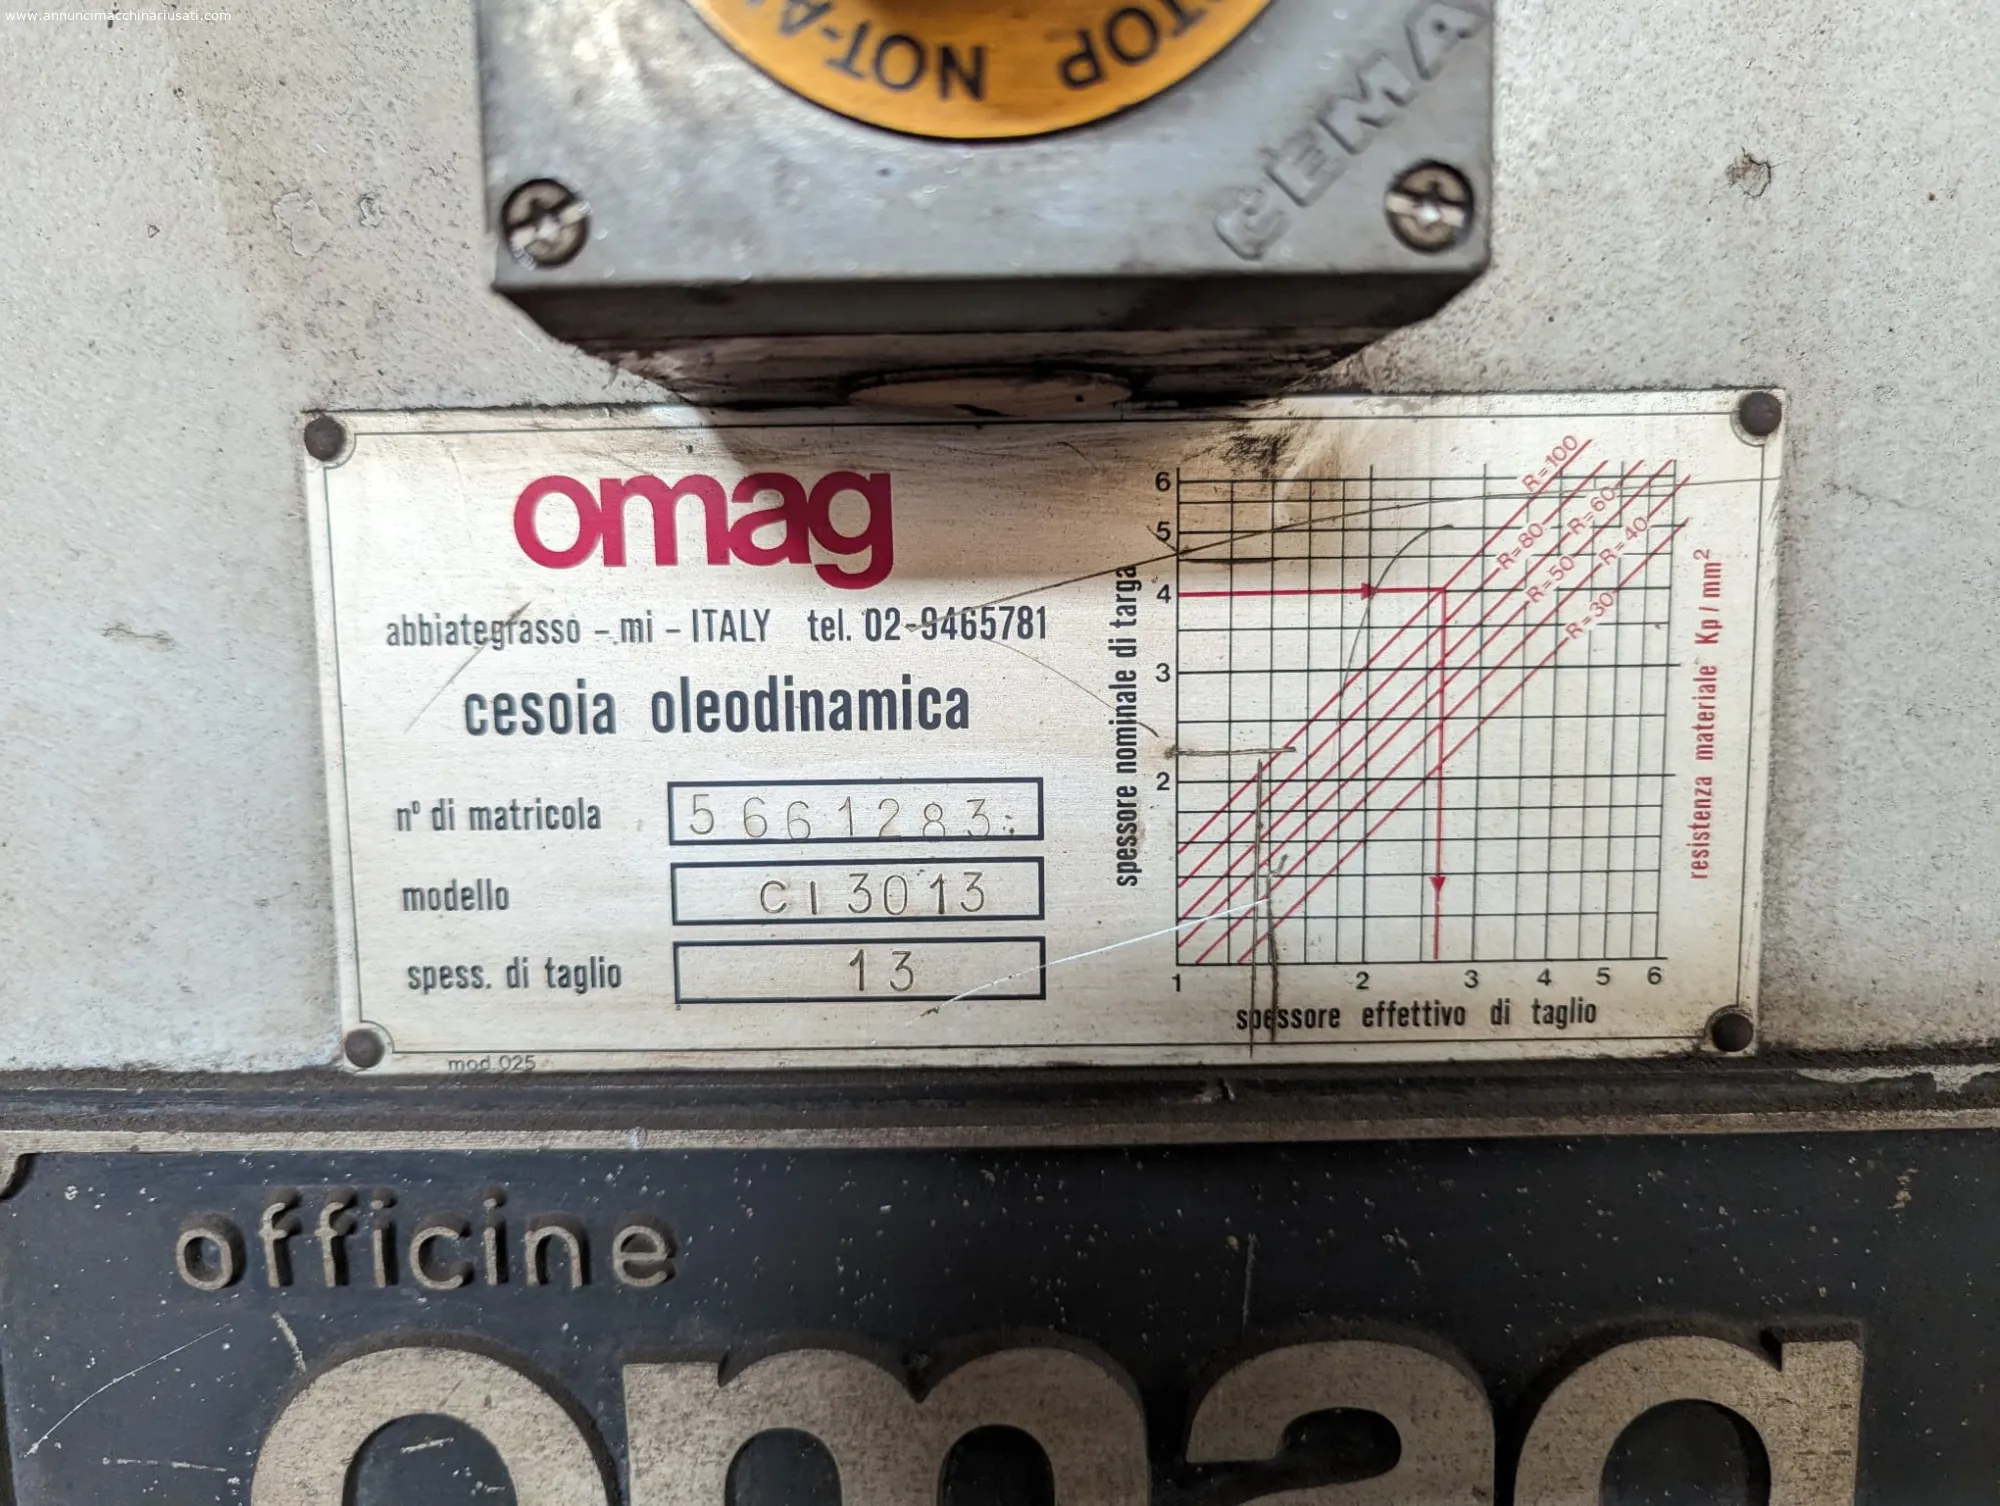 www.annuncimacchinariusati.com
STOP NOT-A
CEMA
omag
abbiategrasso - mi - ITALY tel. 02-9465781
cesoia oleodinamica
n° di matricola 5661283
modello CI 3013
spess. di taglio 13
mod. 025
spessore nominale di targa
6
5
4
3
2
R=100
R=80
R=60
R=50
R=40
R=30
resistenza materiale Kp/mm²
1 2 3 4 5 6
spessore effettivo di taglio
officine
omag